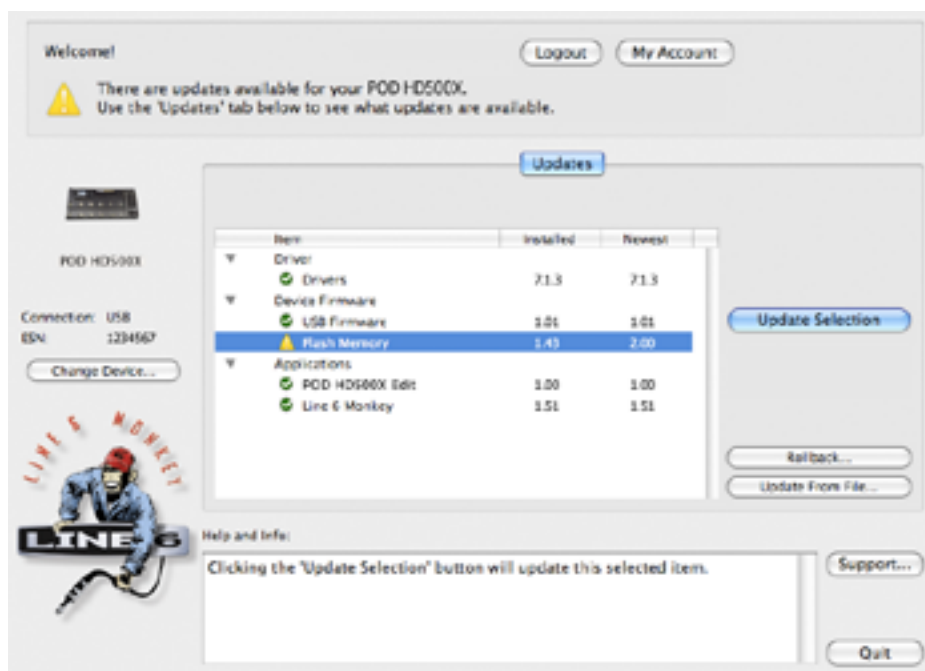 Welcome!
Logout
My Account
There are updates available for your POD HD500X.
Use the 'Updates' tab below to see what updates are available.
Updates
Item Installed Newest
POD HD500X
Driver
Drivers 7.1.3 7.1.3
Device Firmware
Connection: USB
USB Firmware 1.01 1.01
Update Selection
ESN: 1234567
Flash Memory 1.43 2.00
Change Device...
Applications
POD HD500X Edit 1.00 1.00
Line 6 Monkey 1.51 1.51
LINE 6 MONKEY
Rollback...
Update From File...
LINE 6
Help and Info:
Clicking the 'Update Selection' button will update this selected item.
Support...
Quit